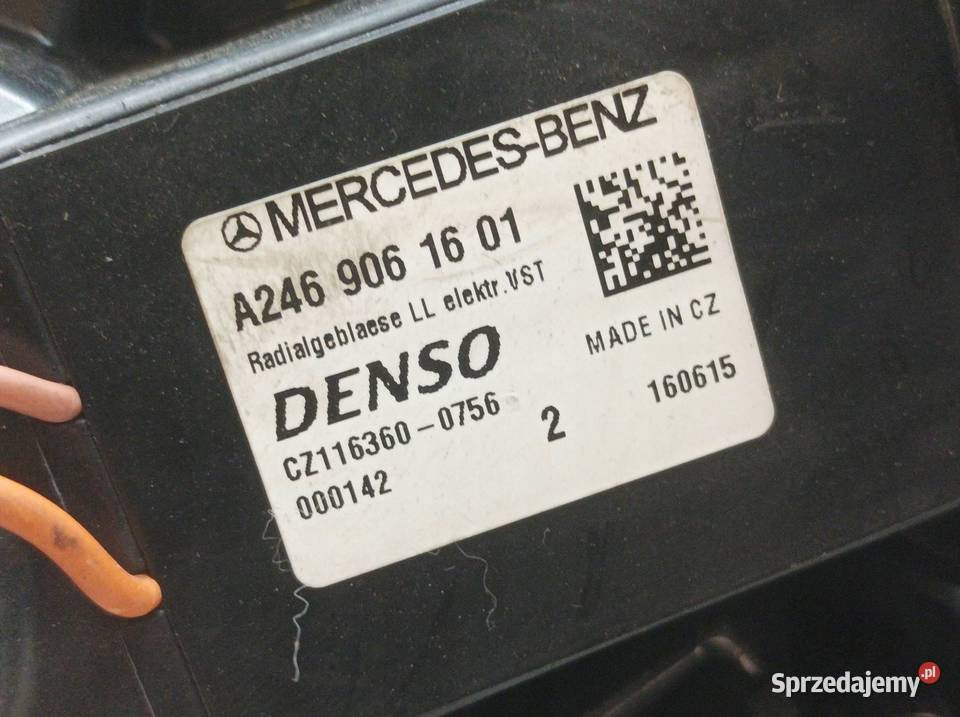 MERCEDES-BENZ
A246 906 16 01
Radialgeblaese LL elektr.VST
DENSO
MADE IN CZ
CZ116360-0756
2
160615
000142
Sprzedajemy.pl